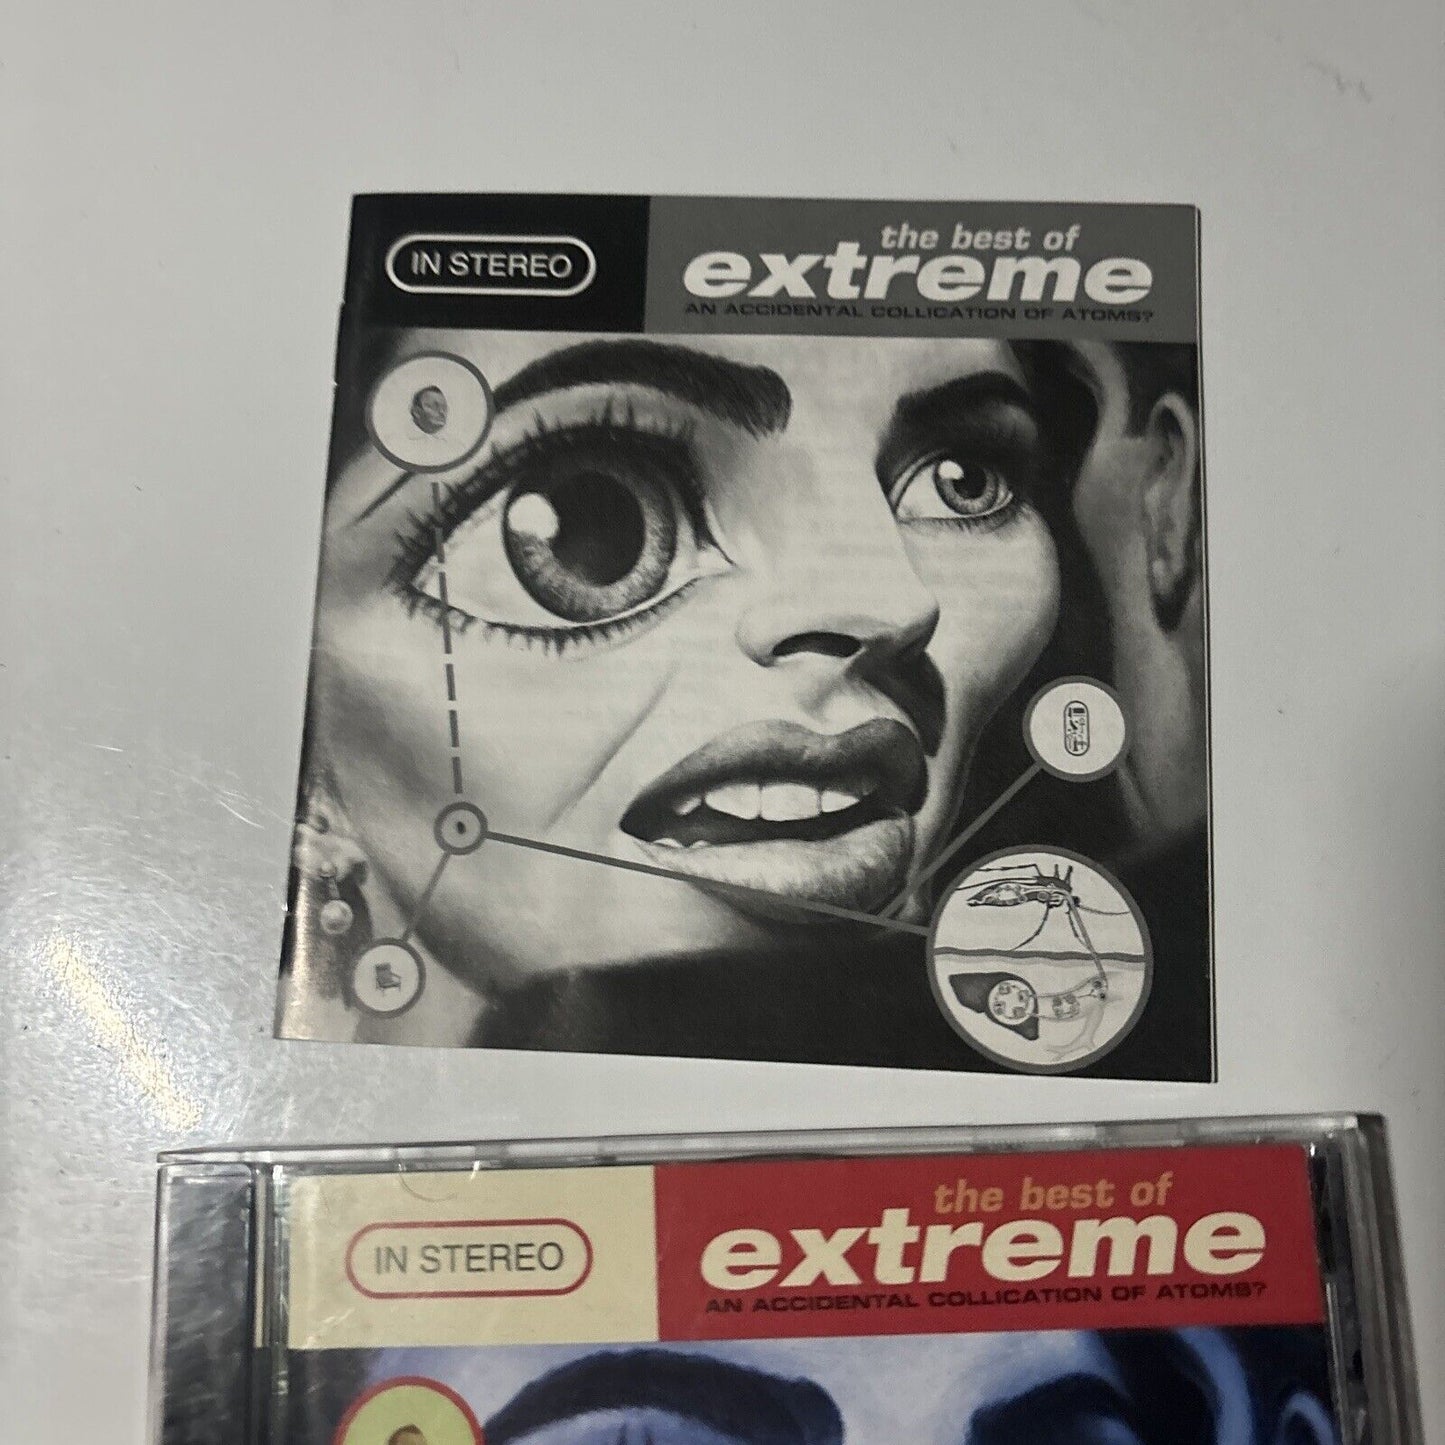 IN STEREO
the best of
extreme
AN ACCIDENTAL COLLICATION OF ATOMS?
IN STEREO
the best of
extreme
AN ACCIDENTAL COLLICATION OF ATOMS?